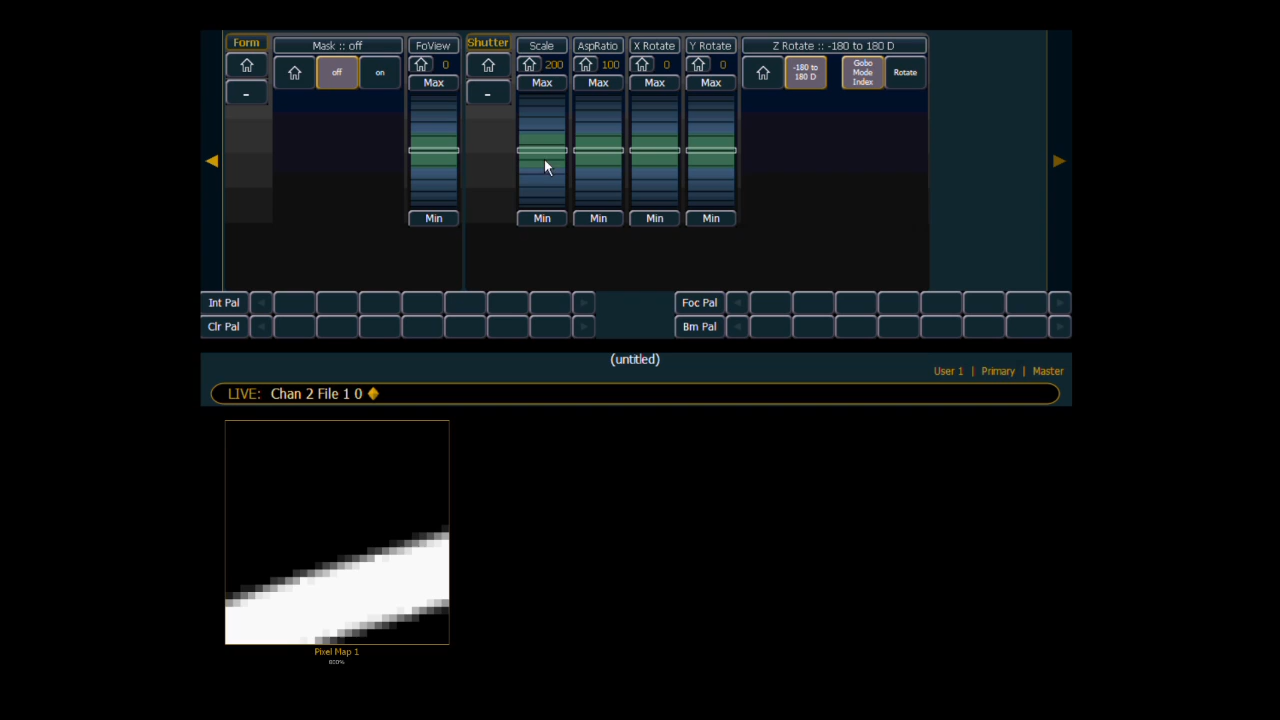 Form Mask :: off FoView Shutter Scale AspRatio X Rotate Y Rotate Z Rotate :: -180 to 180 D
off on 0 200 100 0 0 -180 to 180 D Gobo Mode Index Rotate
Max Max Max Max Max
- -
Min Min Min Min Min
Int Pal Foc Pal
Clr Pal Bm Pal
(untitled)
User 1 | Primary | Master
LIVE: Chan 2 File 1 0
Pixel Map 1
800%